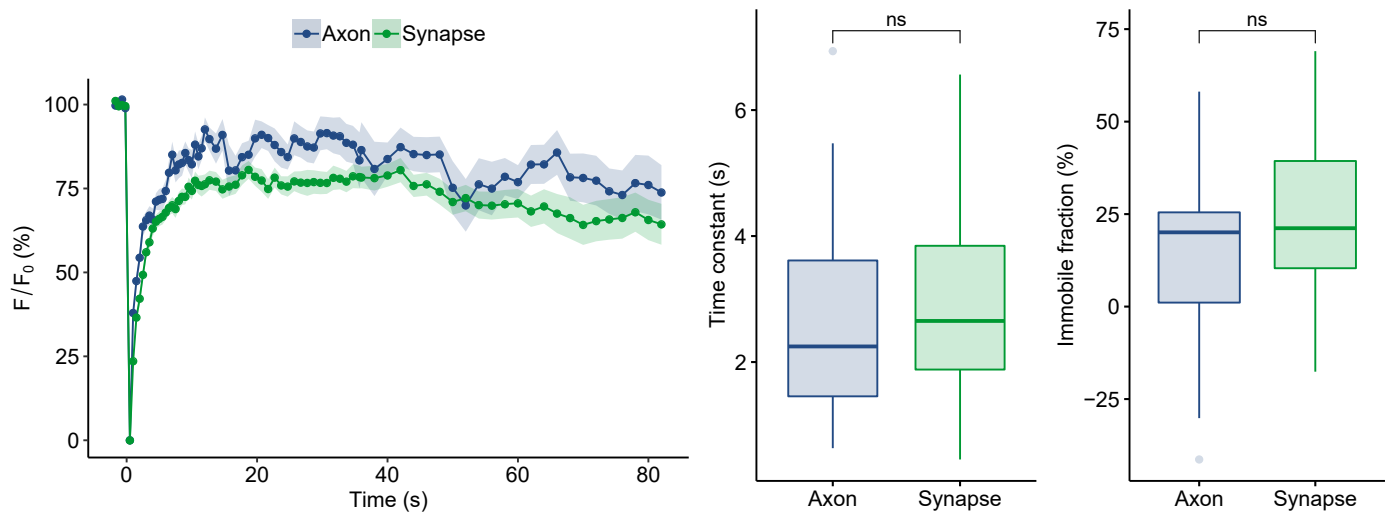 Axon Synapse
F/F0 (%)
100
75
50
25
0
0 20 40 60 80
Time (s)
ns
Time constant (s)
6
4
2
Axon Synapse
ns
Immobile fraction (%)
75
50
25
0
−25
Axon Synapse